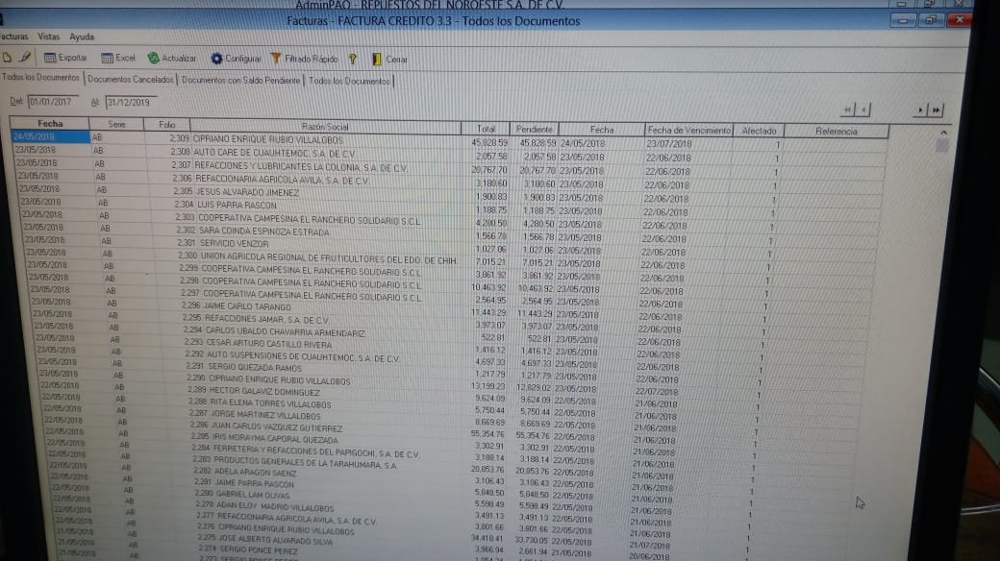 AdminPAQ - REPUESTOS DEL NOROESTE S.A. DE C.V.
Facturas - FACTURA CREDITO 3.3 - Todos los Documentos
acturas Vistas Ayuda
Exportar Excel Actualizar Configurar Filtrado Rápido ? Cerrar
Todos los Documentos Documentos Cancelados Documentos con Saldo Pendiente Todos los Documentos
Del: 01/01/2017 Al: 31/12/2019
Fecha Serie Folio Razón Social Total Pendiente Fecha Fecha de Vencimiento Afectado Referencia
24/05/2018 AB 2,309 CIPRIANO ENRIQUE RUBIO VILLALOBOS 45,828.59 45,828.59 24/05/2018 23/07/2018 1
23/05/2018 AB 2,308 AUTO CARE DE CUAUHTEMOC, S.A. DE C.V. 2,057.58 2,057.58 23/05/2018 22/06/2018 1
23/05/2018 AB 2,307 REFACCIONES Y LUBRICANTES LA COLONIA, S.A. DE C.V. 20,767.70 20,767.70 23/05/2018 22/06/2018 1
23/05/2018 AB 2,306 REFACCIONARIA AGRICOLA AVILA, S.A. DE C.V. 3,180.60 3,180.60 23/05/2018 22/06/2018 1
23/05/2018 AB 2,305 JESUS ALVARADO JIMENEZ 1,900.83 1,900.83 23/05/2018 22/06/2018 1
23/05/2018 AB 2,304 LUIS PARRA RASCON 1,188.75 1,188.75 23/05/2018 22/06/2018 1
23/05/2018 AB 2,303 COOPERATIVA CAMPESINA EL RANCHERO SOLIDARIO S.C.L. 4,280.50 4,280.50 23/05/2018 22/06/2018 1
23/05/2018 AB 2,302 SARA COINDA ESPINOZA ESTRADA 1,566.78 1,566.78 23/05/2018 22/06/2018 1
23/05/2018 AB 2,301 SERVICIO VENZOR 1,027.06 1,027.06 23/05/2018 22/06/2018 1
23/05/2018 AB 2,300 UNION AGRICOLA REGIONAL DE FRUTICULTORES DEL EDO. DE CHIH. 7,015.21 7,015.21 23/05/2018 22/06/2018 1
23/05/2018 AB 2,299 COOPERATIVA CAMPESINA EL RANCHERO SOLIDARIO S.C.L. 3,861.92 3,861.92 23/05/2018 22/06/2018 1
23/05/2018 AB 2,298 COOPERATIVA CAMPESINA EL RANCHERO SOLIDARIO S.C.L. 10,463.92 10,463.92 23/05/2018 22/06/2018 1
23/05/2018 AB 2,297 COOPERATIVA CAMPESINA EL RANCHERO SOLIDARIO S.C.L. 2,564.95 2,564.95 23/05/2018 22/06/2018 1
23/05/2018 AB 2,296 JAIME CARLO TARANGO 11,443.29 11,443.29 23/05/2018 22/06/2018 1
23/05/2018 AB 2,295 REFACCIONES JAMAR, S.A. DE C.V. 3,973.07 3,973.07 23/05/2018 22/06/2018 1
23/05/2018 AB 2,294 CARLOS UBALDO CHAVARRIA ARMENDARIZ 522.81 522.81 23/05/2018 22/06/2018 1
23/05/2018 AB 2,293 CESAR ARTURO CASTILLO RIVERA 1,416.12 1,416.12 23/05/2018 22/06/2018 1
23/05/2018 AB 2,292 AUTO SUSPENSIONES DE CUAUHTEMOC, S.A. DE C.V. 4,697.33 4,697.33 23/05/2018 22/06/2018 1
23/05/2018 AB 2,291 SERGIO QUEZADA RAMOS 1,217.79 1,217.79 23/05/2018 22/06/2018 1
23/05/2018 AB 2,290 CIPRIANO ENRIQUE RUBIO VILLALOBOS 13,199.23 12,829.02 23/05/2018 22/07/2018 1
22/05/2018 AB 2,289 HECTOR GALAVIZ DOMINGUEZ 9,624.09 9,624.09 22/05/2018 21/06/2018 1
22/05/2018 AB 2,288 RITA ELENA TORRES VILLALOBOS 5,750.44 5,750.44 22/05/2018 21/06/2018 1
22/05/2018 AB 2,287 JORGE MARTINEZ VILLALOBOS 8,669.69 8,669.69 22/05/2018 21/06/2018 1
22/05/2018 AB 2,286 JUAN CARLOS VAZQUEZ GUTIERREZ 55,354.76 55,354.76 22/05/2018 21/06/2018 1
22/05/2018 AB 2,285 IRIS MORAYMA CAPORAL QUEZADA 3,302.91 3,302.91 22/05/2018 21/06/2018 1
22/05/2018 AB 2,284 FERRETERIA Y REFACCIONES DEL PAPIGOCHI, S.A. DE C.V. 3,188.14 3,188.14 22/05/2018 21/06/2018 1
22/05/2018 AB 2,283 PRODUCTOS GENERALES DE LA TARAHUMARA, S.A. 20,853.76 20,853.76 22/05/2018 21/06/2018 1
22/05/2018 AB 2,282 ADELA ARAGON SAENZ 3,106.43 3,106.43 22/05/2018 21/06/2018 1
22/05/2018 AB 2,281 JAIME PARRA RASCON 5,848.50 5,848.50 22/05/2018 21/06/2018 1
22/05/2018 AB 2,280 GABRIEL LAM OLIVAS 5,598.49 5,598.49 22/05/2018 21/06/2018 1
22/05/2018 AB 2,278 ADAN ELOY MADRID VILLALOBOS 3,491.13 3,491.13 22/05/2018 21/06/2018 1
22/05/2018 AB 2,277 REFACCIONARIA AGRICOLA AVILA, S.A. DE C.V. 3,801.66 3,801.66 22/05/2018 21/06/2018 1
22/05/2018 AB 2,276 CIPRIANO ENRIQUE RUBIO VILLALOBOS 34,418.41 33,730.05 22/05/2018 21/07/2018 1
21/05/2018 AB 2,275 JOSE ALBERTO ALVARADO SILVA 3,966.94 2,661.94 21/05/2018 20/06/2018 1
21/05/2018 AB 2,274 SERGIO PONCE PEREZ
2,273 SERGIO PONCE